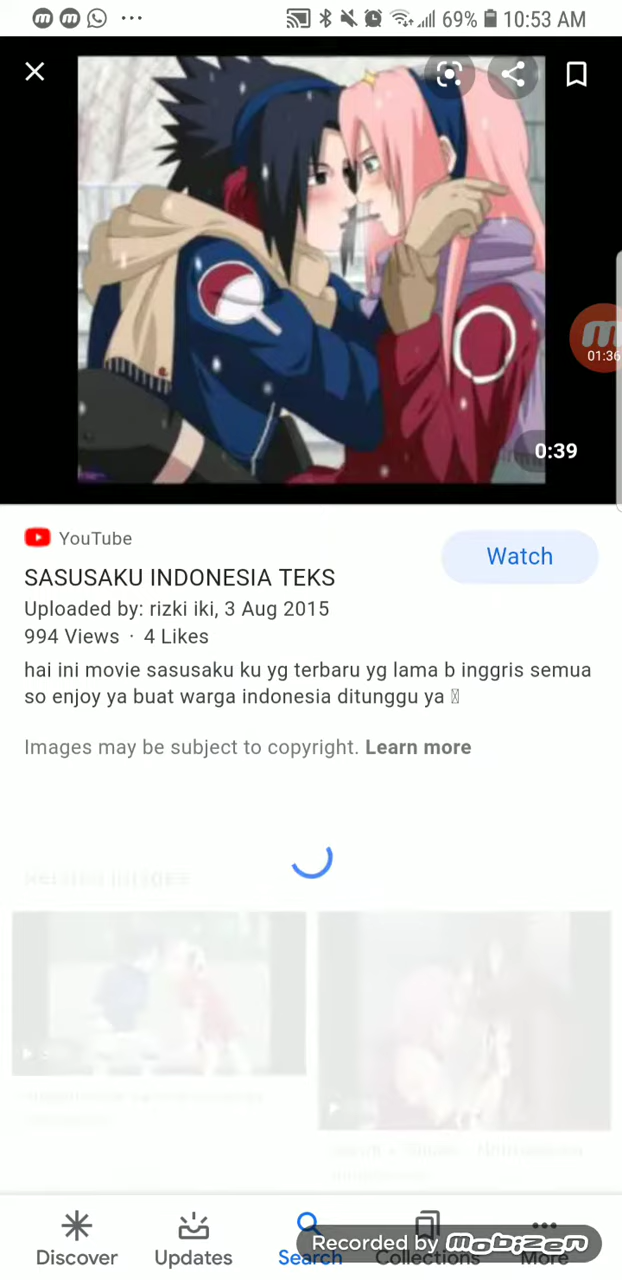 69% 10:53 AM
01:36
0:39
YouTube
Watch
SASUSAKU INDONESIA TEKS
Uploaded by: rizki iki, 3 Aug 2015
994 Views · 4 Likes
hai ini movie sasusaku ku yg terbaru yg lama b inggris semua
so enjoy ya buat warga indonesia ditunggu ya
Images may be subject to copyright. Learn more
Discover
Updates
Search
Collections
More
Recorded by mobizen